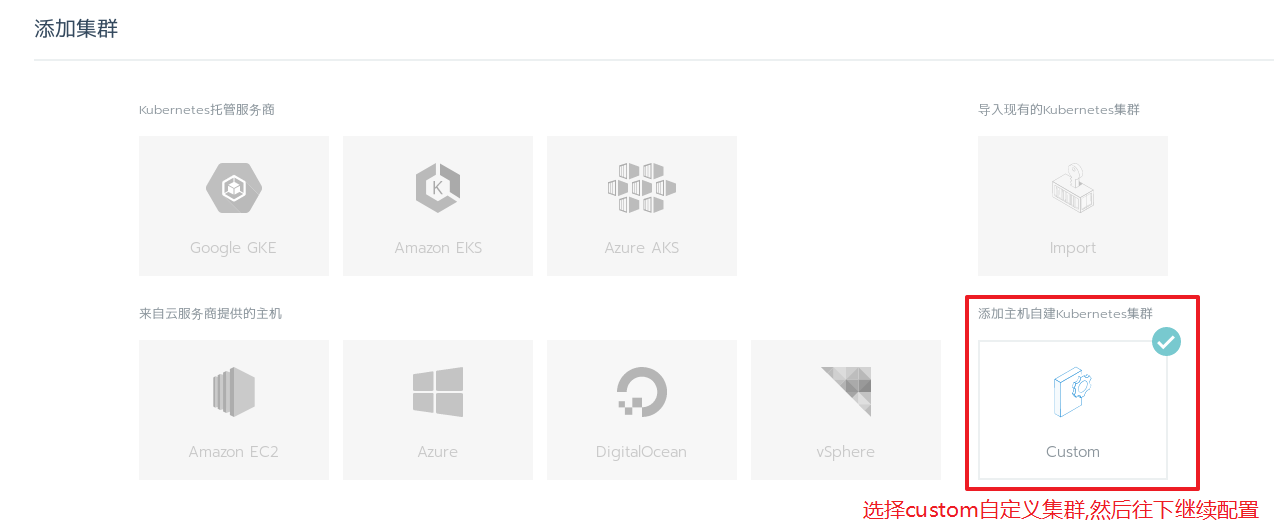 添加集群
Kubernetes托管服务商
导入现有的Kubernetes集群
K
Google GKE
Amazon EKS
Azure AKS
Import
来自云服务商提供的主机
添加主机自建Kubernetes集群
Amazon EC2
Azure
DigitalOcean
vSphere
Custom
选择custom自定义集群,然后往下继续配置